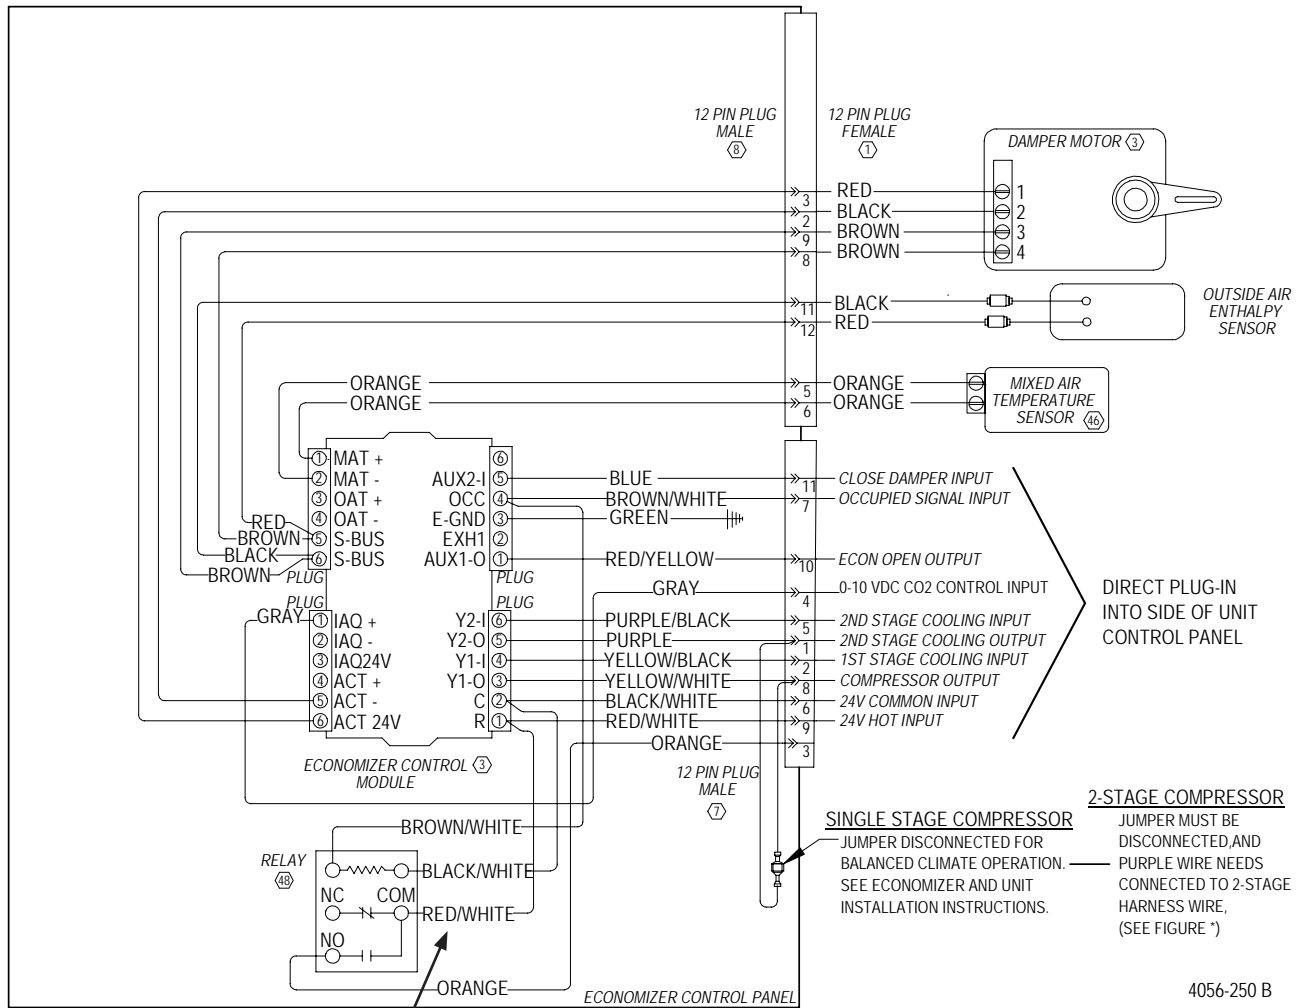 12 PIN PLUG
MALE
8
12 PIN PLUG
FEMALE
1
DAMPER MOTOR 3
3 RED 1
2 BLACK 2
9 BROWN 3
8 BROWN 4
11 BLACK
12 RED
OUTSIDE AIR
ENTHALPY
SENSOR
ORANGE 5 ORANGE
ORANGE 6 ORANGE
MIXED AIR
TEMPERATURE
SENSOR 46
1 MAT +
2 MAT -
3 OAT +
4 OAT -
RED 5 S-BUS
BROWN
BLACK 6 S-BUS
BROWN
PLUG
6
AUX2-I 5 BLUE 11 CLOSE DAMPER INPUT
OCC 4 BROWN/WHITE 7 OCCUPIED SIGNAL INPUT
E-GND 3 GREEN
EXH1 2
AUX1-O 1 RED/YELLOW 10 ECON OPEN OUTPUT
PLUG
GRAY 4 0-10 VDC CO2 CONTROL INPUT
PLUG
GRAY 1 IAQ +
2 IAQ -
3 IAQ24V
4 ACT +
5 ACT -
6 ACT 24V
PLUG
Y2-I 6 PURPLE/BLACK 5 2ND STAGE COOLING INPUT
Y2-O 5 PURPLE 1 2ND STAGE COOLING OUTPUT
Y1-I 4 YELLOW/BLACK 2 1ST STAGE COOLING INPUT
Y1-O 3 YELLOW/WHITE 8 COMPRESSOR OUTPUT
C 2 BLACK/WHITE 6 24V COMMON INPUT
R 1 RED/WHITE 9 24V HOT INPUT
ORANGE 3
DIRECT PLUG-IN
INTO SIDE OF UNIT
CONTROL PANEL
ECONOMIZER CONTROL 3
MODULE
12 PIN PLUG
MALE
7
BROWN/WHITE
RELAY
48
BLACK/WHITE
NC COM
RED/WHITE
NO
ORANGE
ECONOMIZER CONTROL PANEL
SINGLE STAGE COMPRESSOR
JUMPER DISCONNECTED FOR
BALANCED CLIMATE OPERATION.
SEE ECONOMIZER AND UNIT
INSTALLATION INSTRUCTIONS.
2-STAGE COMPRESSOR
JUMPER MUST BE
DISCONNECTED,AND
PURPLE WIRE NEEDS
CONNECTED TO 2-STAGE
HARNESS WIRE,
(SEE FIGURE *)
4056-250 B